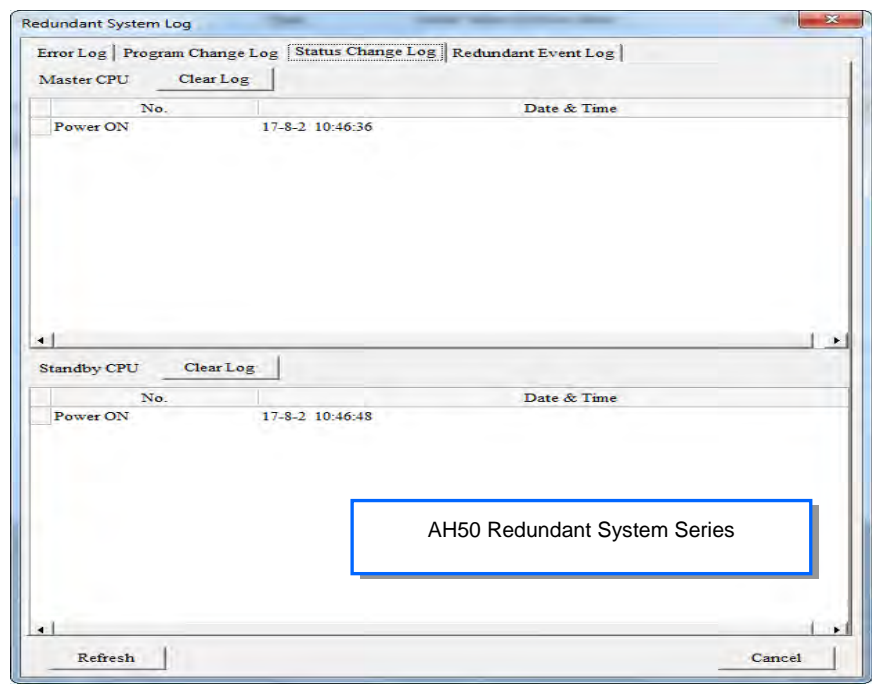 Redundant System Log
Error Log Program Change Log Status Change Log Redundant Event Log
Master CPU Clear Log
No. Date & Time
Power ON 17-8-2 10:46:36
Standby CPU Clear Log
No. Date & Time
Power ON 17-8-2 10:46:48
AH50 Redundant System Series
Refresh Cancel